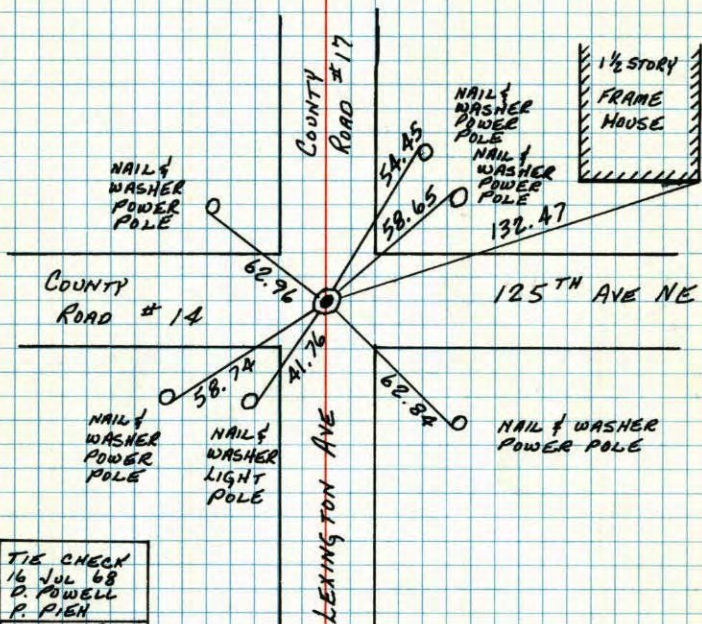 COUNTY
ROAD #17
1½ STORY
FRAME
HOUSE
NAIL &
WASHER
POWER
POLE
54.45
NAIL &
WASHER
POWER
POLE
58.65
132.47
NAIL &
WASHER
POWER
POLE
62.96
COUNTY
ROAD #14
125TH AVE NE
58.74
41.76
62.84
NAIL &
WASHER
POWER
POLE
NAIL &
WASHER
LIGHT
POLE
NAIL & WASHER
POWER POLE
LEXINGTON AVE
TIE CHECK
16 JUL 68
D. POWELL
P. PIEH